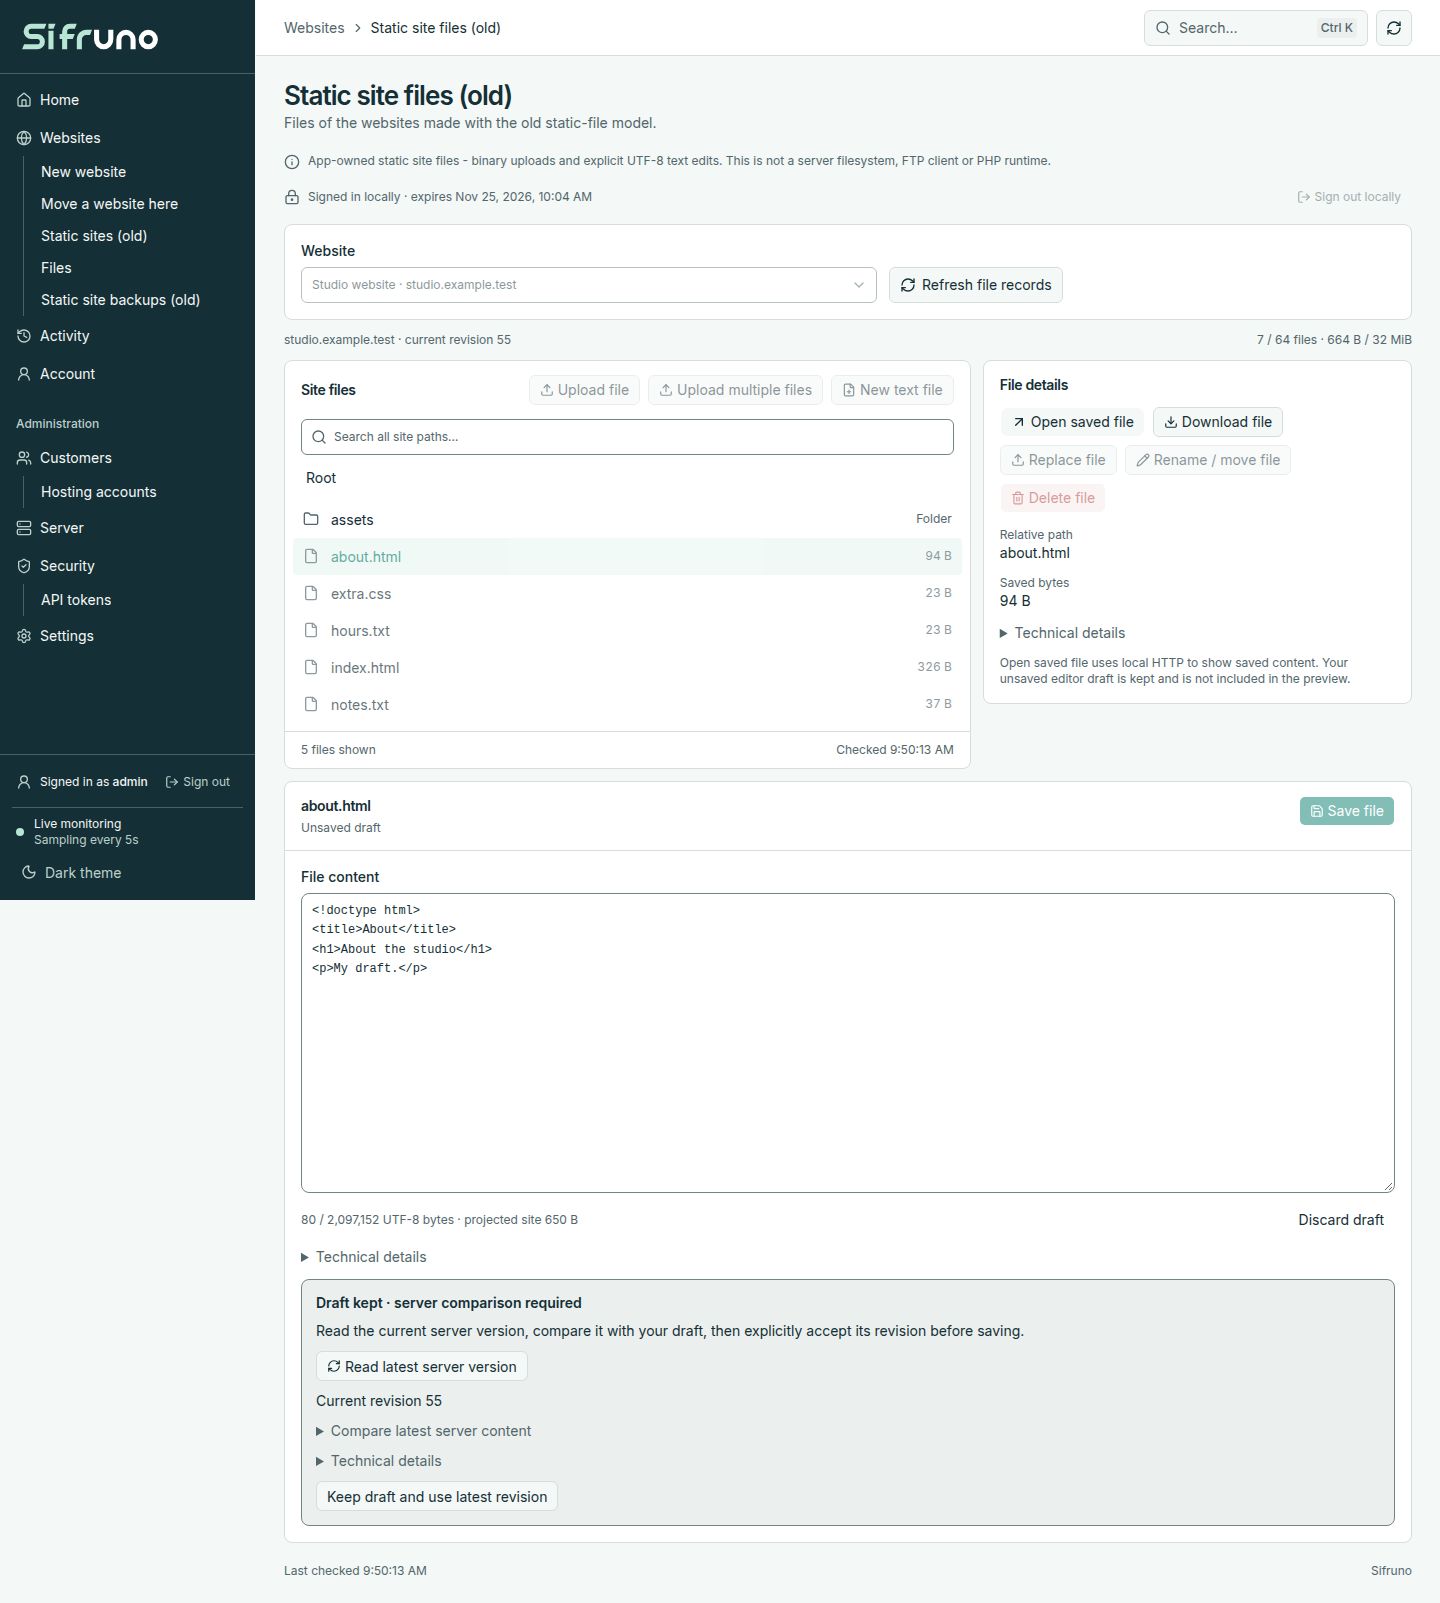 Sifruno
Home
Websites
New website
Move a website here
Static sites (old)
Files
Static site backups (old)
Activity
Account
Administration
Customers
Hosting accounts
Server
Security
API tokens
Settings
Signed in as admin
Sign out
Live monitoring
Sampling every 5s
Dark theme
Websites > Static site files (old)
Search... Ctrl K
Static site files (old)
Files of the websites made with the old static-file model.
App-owned static site files - binary uploads and explicit UTF-8 text edits. This is not a server filesystem, FTP client or PHP runtime.
Signed in locally · expires Nov 25, 2026, 10:04 AM
Sign out locally
Website
Studio website · studio.example.test
Refresh file records
studio.example.test · current revision 55
7 / 64 files · 664 B / 32 MiB
Site files
Upload file
Upload multiple files
New text file
Search all site paths...
Root
assets Folder
about.html 94 B
extra.css 23 B
hours.txt 23 B
index.html 326 B
notes.txt 37 B
5 files shown
Checked 9:50:13 AM
File details
Open saved file
Download file
Replace file
Rename / move file
Delete file
Relative path
about.html
Saved bytes
94 B
Technical details
Open saved file uses local HTTP to show saved content. Your
unsaved editor draft is kept and is not included in the preview.
about.html
Unsaved draft
Save file
File content
<!doctype html>
<title>About</title>
<h1>About the studio</h1>
<p>My draft.</p>
80 / 2,097,152 UTF-8 bytes · projected site 650 B
Discard draft
Technical details
Draft kept · server comparison required
Read the current server version, compare it with your draft, then explicitly accept its revision before saving.
Read latest server version
Current revision 55
Compare latest server content
Technical details
Keep draft and use latest revision
Last checked 9:50:13 AM
Sifruno